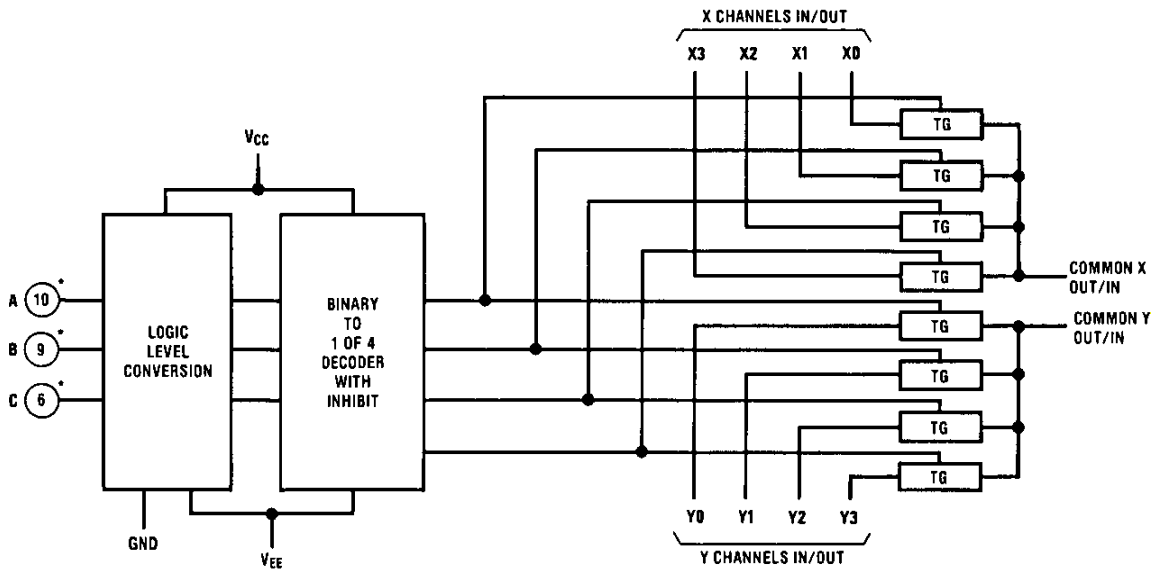 X CHANNELS IN/OUT
X3 X2 X1 X0
TG
TG
TG
TG
COMMON X
OUT/IN
TG
COMMON Y
OUT/IN
TG
TG
TG
VCC
A 10 *
B 9 *
C 6 *
LOGIC
LEVEL
CONVERSION
BINARY
TO
1 OF 4
DECODER
WITH
INHIBIT
GND
VEE
Y0 Y1 Y2 Y3
Y CHANNELS IN/OUT